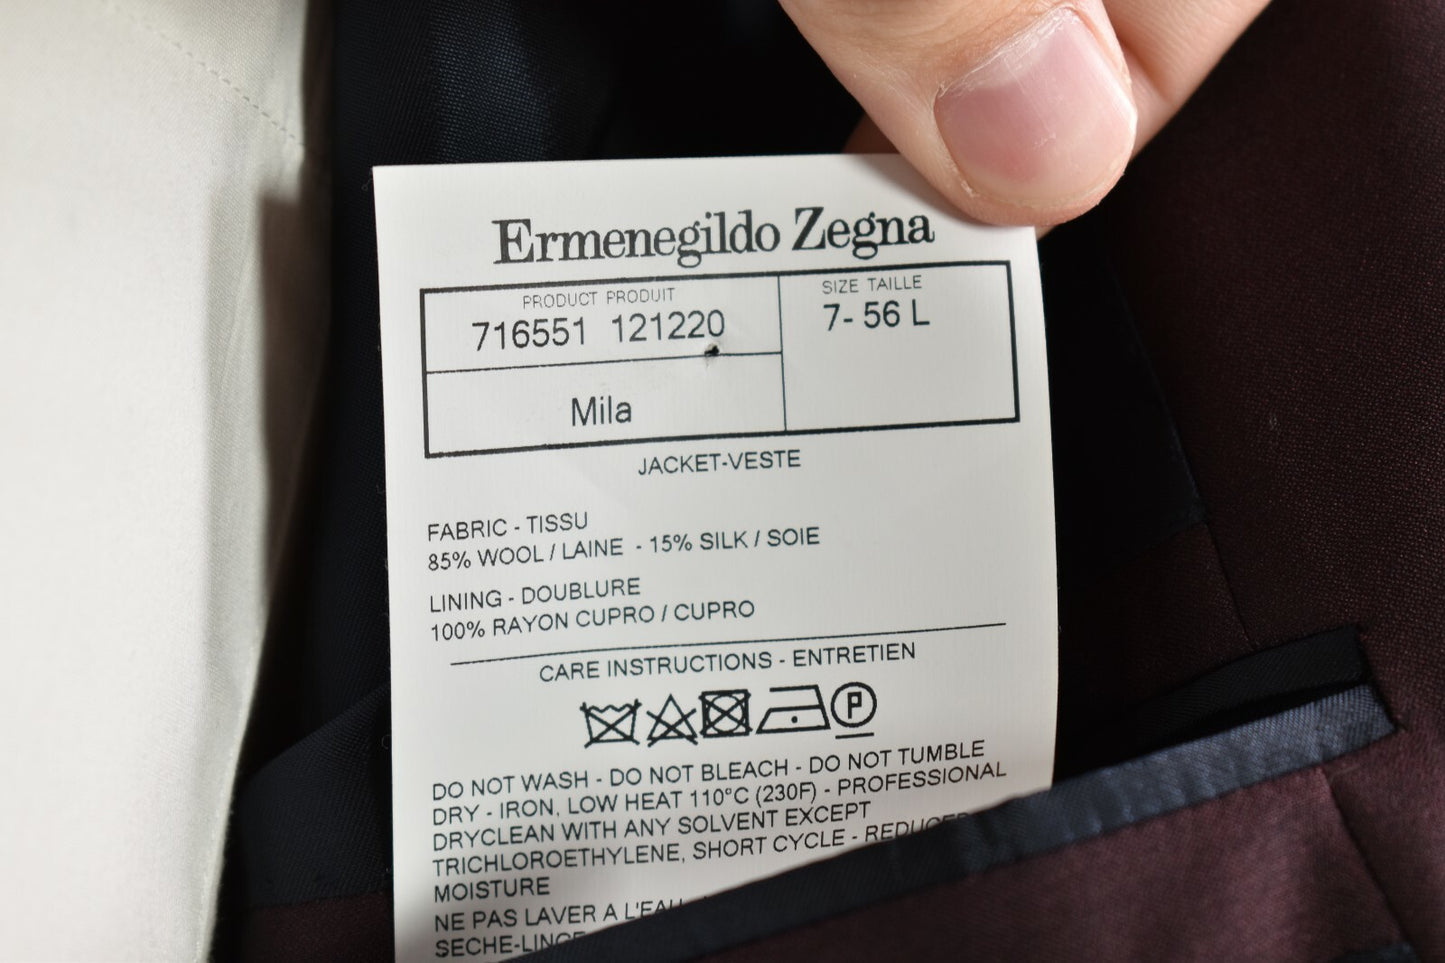 Ermenegildo Zegna
PRODUCT PRODUIT
716551 121220
SIZE TAILLE
7- 56 L
Mila
JACKET-VESTE
FABRIC - TISSU
85% WOOL / LAINE - 15% SILK / SOIE
LINING - DOUBLURE
100% RAYON CUPRO / CUPRO
CARE INSTRUCTIONS - ENTRETIEN
P
DO NOT WASH - DO NOT BLEACH - DO NOT TUMBLE
DRY - IRON, LOW HEAT 110°C (230F) - PROFESSIONAL
DRYCLEAN WITH ANY SOLVENT EXCEPT
TRICHLOROETHYLENE, SHORT CYCLE - REDUCED
MOISTURE
NE PAS LAVER A L'EAU
SECHE-LINGE